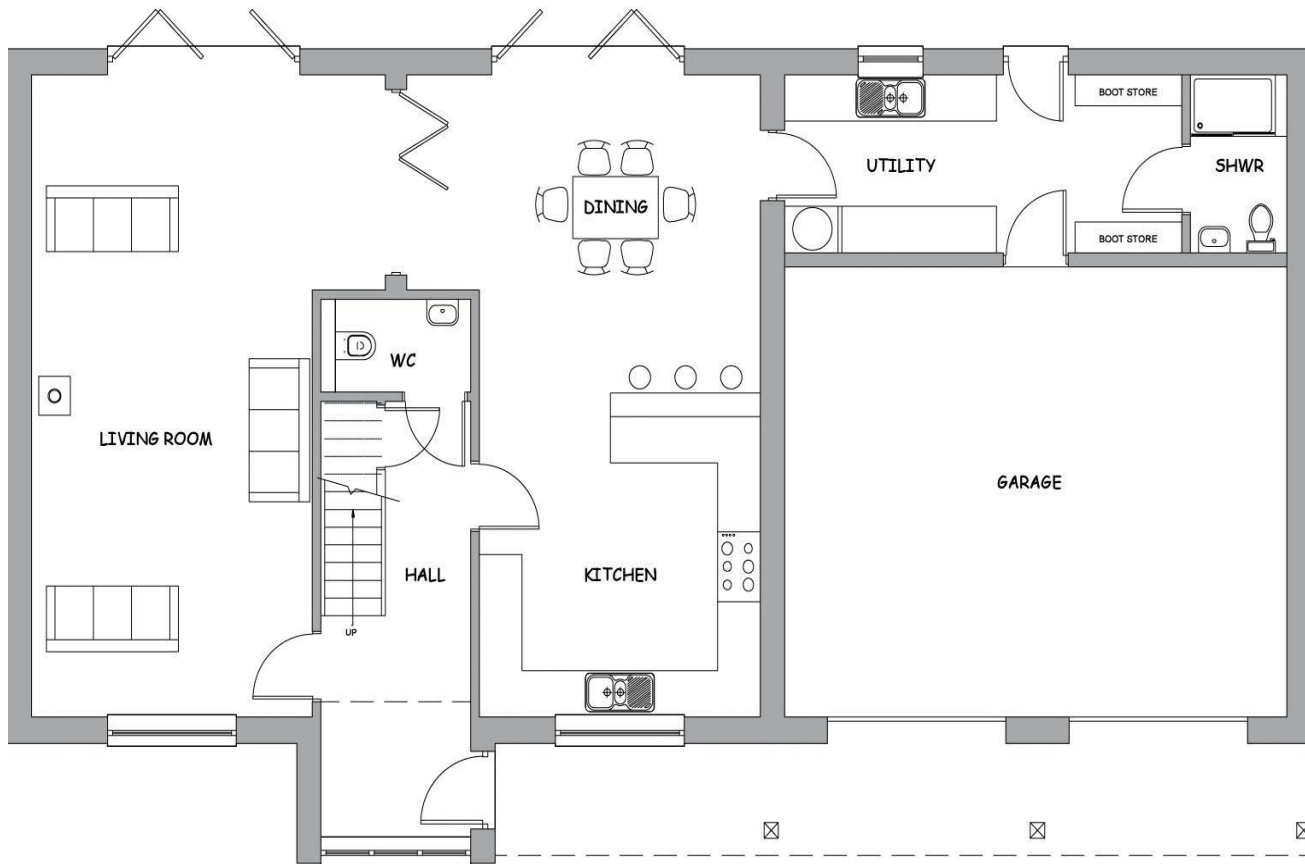 BOOT STORE
UTILITY
SHWR
DINING
BOOT STORE
WC
LIVING ROOM
GARAGE
HALL
KITCHEN
UP